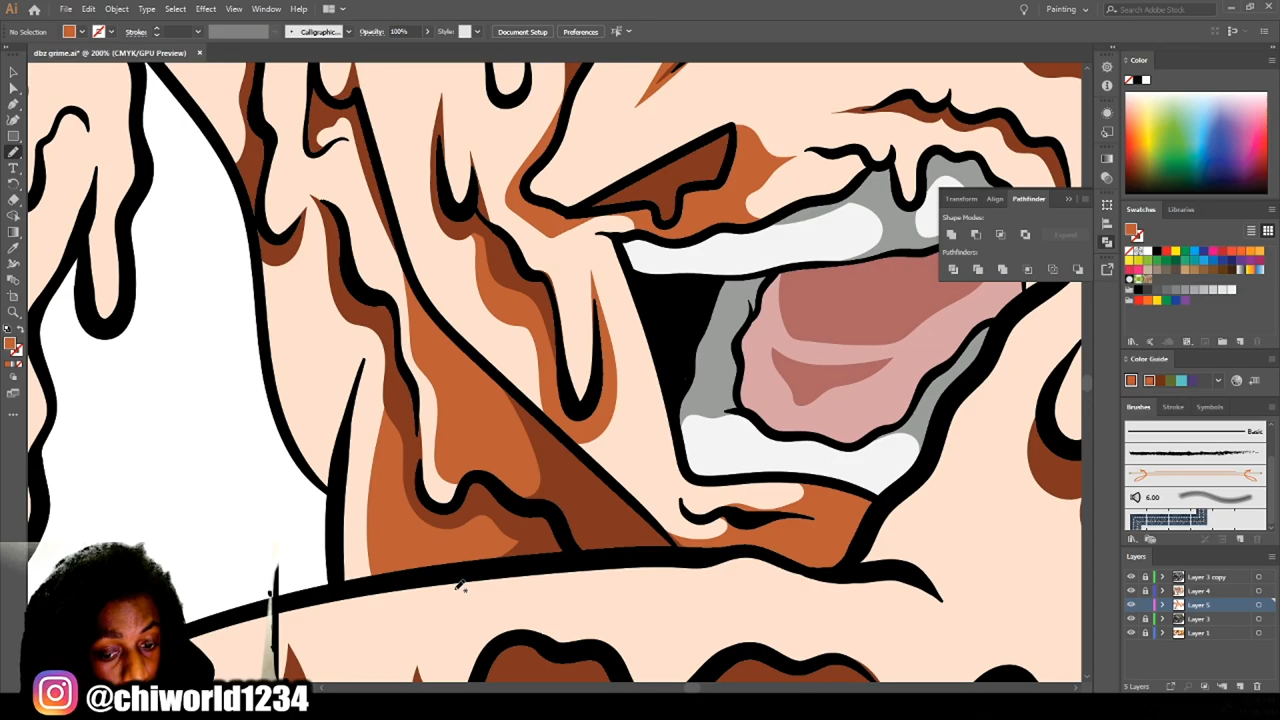 Ai File Edit Object Type Select Effect View Window Help Painting Search Adobe Stock
No Selection Stroke: Calligraphic... Opacity: 100% Style: Document Setup Preferences
dbz grime.ai* @ 200% (CMYK/GPU Preview) ×
Color
Transform Align Pathfinder
Shape Modes:
Expand
Pathfinders:
Swatches Libraries
Color Guide
Brushes Stroke Symbols
Basic
6.00
Layers
Layer 3 copy
Layer 4
Layer 5
Layer 3
Layer 1
5 Layers
@chiworld1234